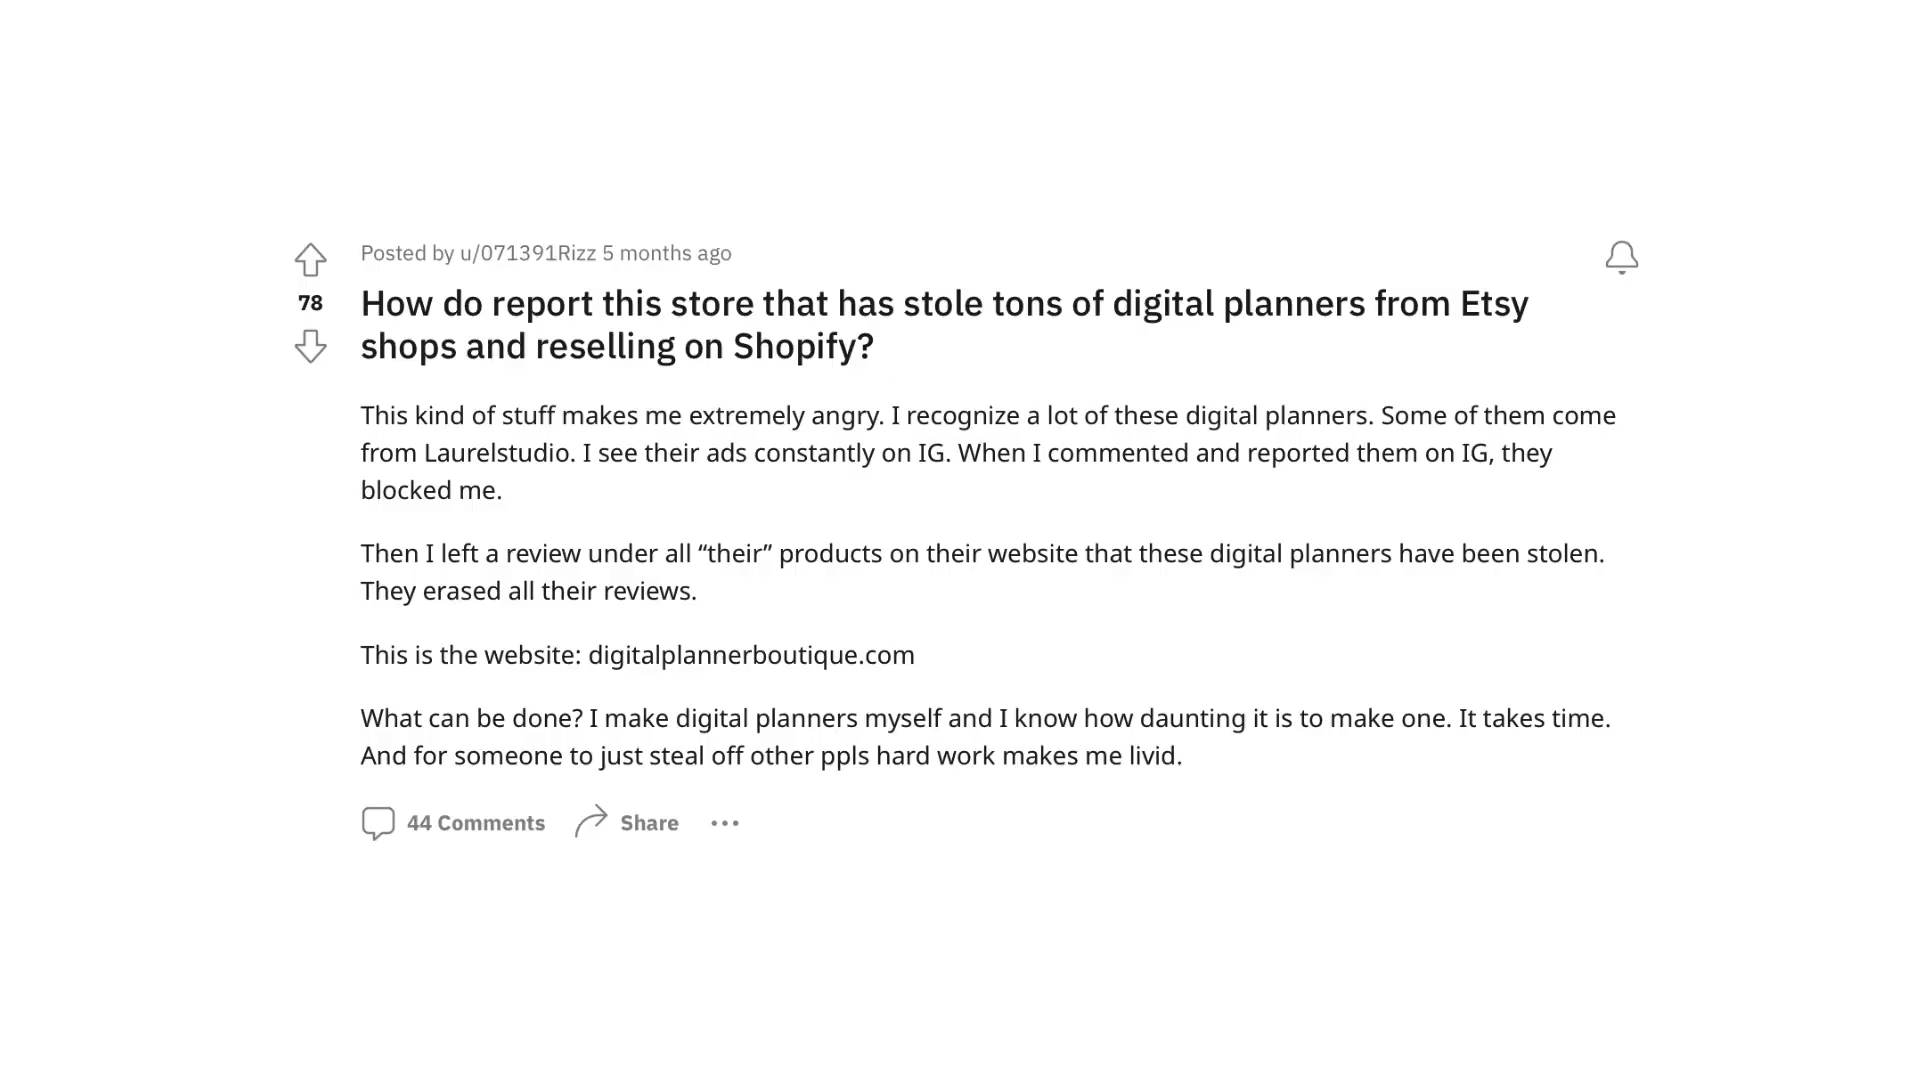 Posted by u/071391Rizz 5 months ago
78
How do report this store that has stole tons of digital planners from Etsy
shops and reselling on Shopify?
This kind of stuff makes me extremely angry. I recognize a lot of these digital planners. Some of them come
from Laurelstudio. I see their ads constantly on IG. When I commented and reported them on IG, they
blocked me.
Then I left a review under all “their” products on their website that these digital planners have been stolen.
They erased all their reviews.
This is the website: digitalplannerboutique.com
What can be done? I make digital planners myself and I know how daunting it is to make one. It takes time.
And for someone to just steal off other ppls hard work makes me livid.
44 Comments Share